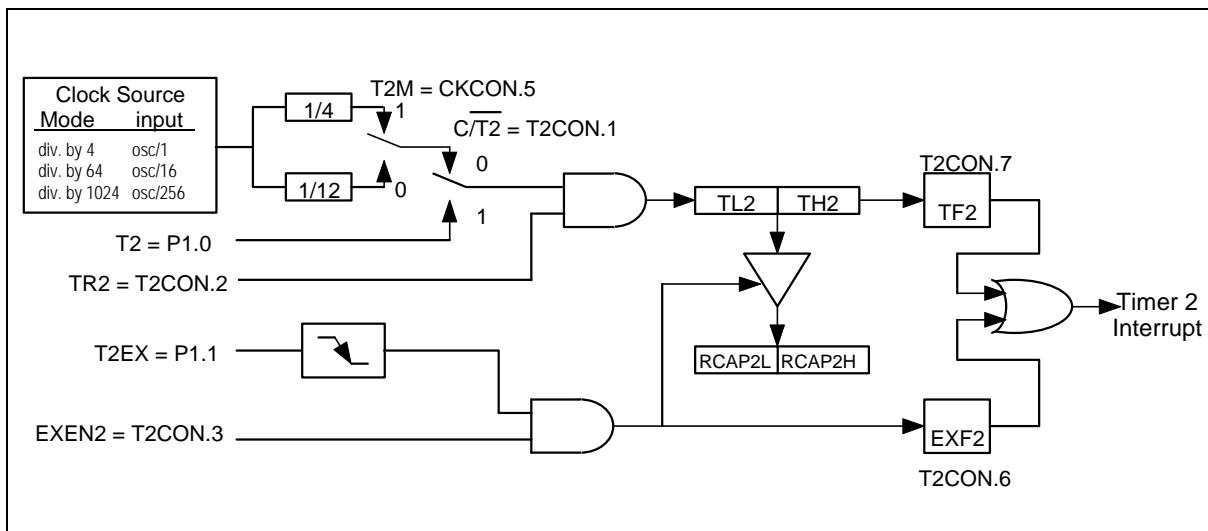 Clock Source
Mode input
div. by 4 osc/1
div. by 64 osc/16
div. by 1024 osc/256
1/4
1/12
T2M = CKCON.5
1
0
C/T2 = T2CON.1
0
1
T2 = P1.0
TR2 = T2CON.2
TL2 TH2
T2CON.7
TF2
T2EX = P1.1
RCAP2L RCAP2H
Timer 2
Interrupt
EXEN2 = T2CON.3
EXF2
T2CON.6